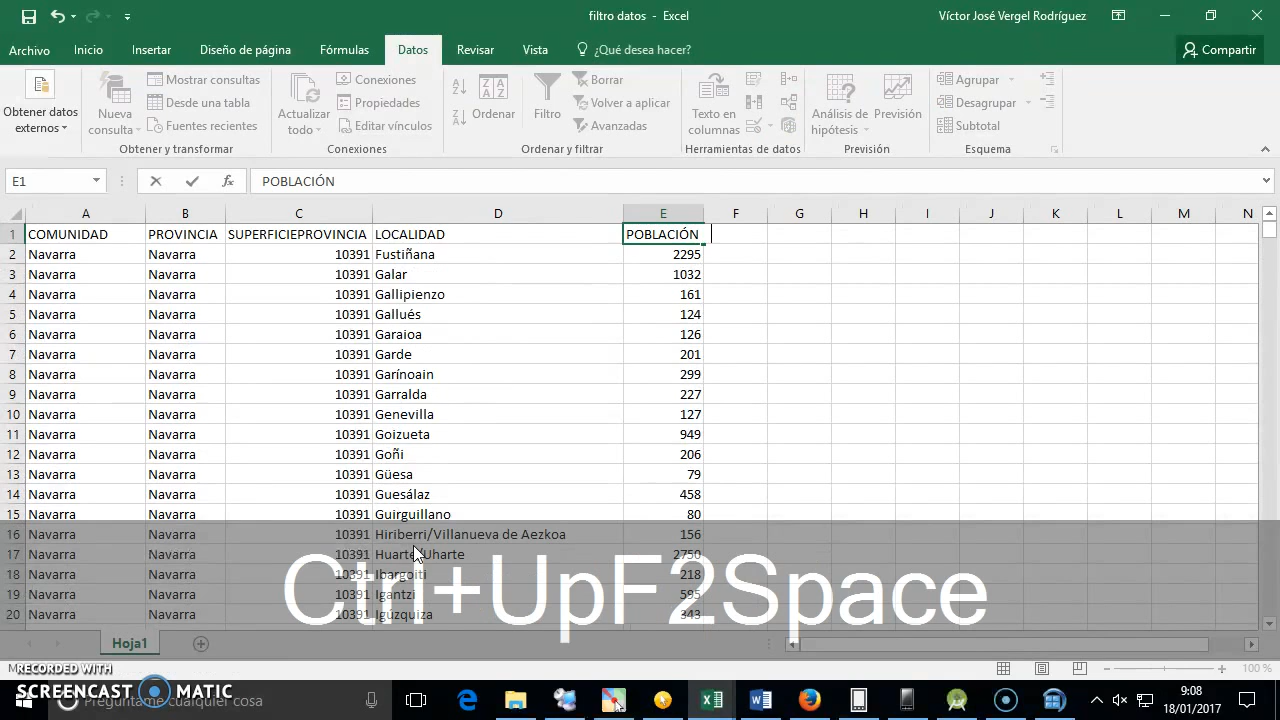 filtro datos - Excel
Víctor José Vergel Rodríguez
Archivo Inicio Insertar Diseño de página Fórmulas Datos Revisar Vista ¿Qué desea hacer? Compartir
Obtener datos externos
Nueva consulta
Mostrar consultas
Desde una tabla
Fuentes recientes
Obtener y transformar
Actualizar todo
Conexiones
Propiedades
Editar vínculos
Conexiones
Ordenar
Filtro
Borrar
Volver a aplicar
Avanzadas
Ordenar y filtrar
Texto en columnas
Herramientas de datos
Análisis de hipótesis
Previsión
Previsión
Agrupar
Desagrupar
Subtotal
Esquema
E1 fx POBLACIÓN
A B C D E F G H I J K L M N
1 COMUNIDAD PROVINCIA SUPERFICIEPROVINCIA LOCALIDAD POBLACIÓN
2 Navarra Navarra 10391 Fustiñana 2295
3 Navarra Navarra 10391 Galar 1032
4 Navarra Navarra 10391 Gallipienzo 161
5 Navarra Navarra 10391 Gallués 124
6 Navarra Navarra 10391 Garaioa 126
7 Navarra Navarra 10391 Garde 201
8 Navarra Navarra 10391 Garínoain 299
9 Navarra Navarra 10391 Garralda 227
10 Navarra Navarra 10391 Genevilla 127
11 Navarra Navarra 10391 Goizueta 949
12 Navarra Navarra 10391 Goñi 206
13 Navarra Navarra 10391 Güesa 79
14 Navarra Navarra 10391 Guesálaz 458
15 Navarra Navarra 10391 Guirguillano 80
16 Navarra Navarra 10391 Hiriberri/Villanueva de Aezkoa 156
17 Navarra Navarra 10391 Huarte/Uharte 2750
18 Navarra Navarra 10391 Ibargoiti 218
19 Navarra Navarra 10391 Igantzi 595
20 Navarra Navarra 10391 Igúzquiza 343
Ctrl+UpF2Space
Hoja1
100 %
RECORDED WITH
SCREENCAST MATIC
Pregúntame cualquier cosa
9:08
18/01/2017